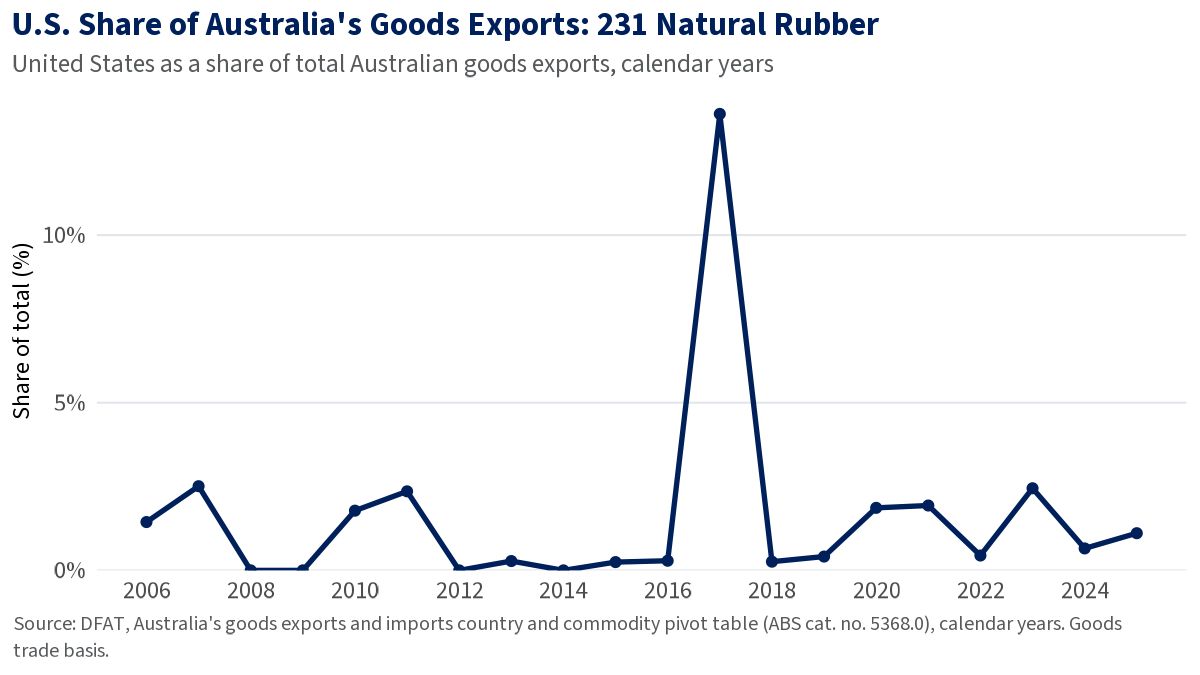 U.S. Share of Australia's Goods Exports: 231 Natural Rubber
United States as a share of total Australian goods exports, calendar years
Share of total (%)
10%
5%
0%
2006 2008 2010 2012 2014 2016 2018 2020 2022 2024
Source: DFAT, Australia's goods exports and imports country and commodity pivot table (ABS cat. no. 5368.0), calendar years. Goods
trade basis.